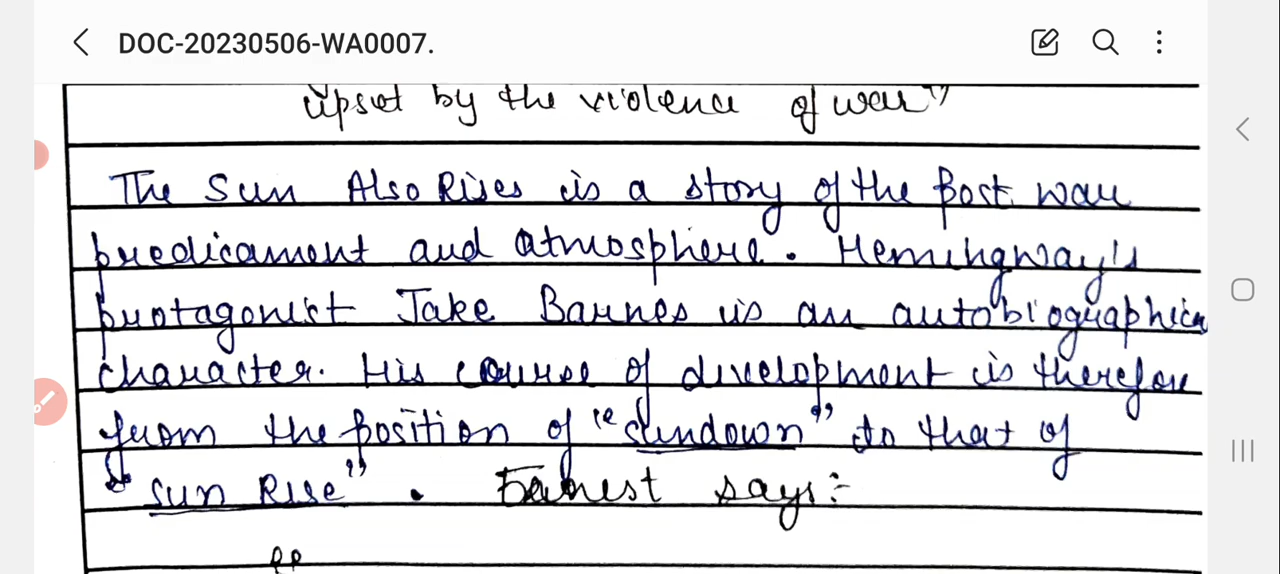 DOC-20230506-WA0007.
upset by the violence of war"
The Sun Also Rises is a story of the Post war
predicament and atmosphere. Hemingway's
protagonist Jake Barnes is an autobiographica
character. His course of development is therefore
from the position of "Sundown" to that of
"sun Rise". Earnest says:-
"